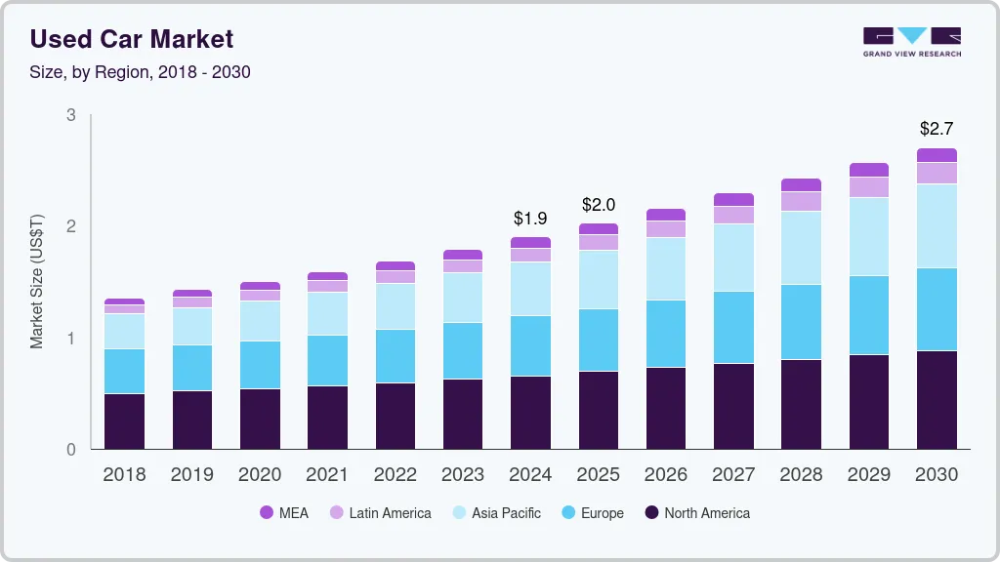 Used Car Market
Size, by Region, 2018 - 2030
GRAND VIEW RESEARCH
Market Size (US$T)
3
2
1
0
$1.9
$2.0
$2.7
2018 2019 2020 2021 2022 2023 2024 2025 2026 2027 2028 2029 2030
MEA Latin America Asia Pacific Europe North America